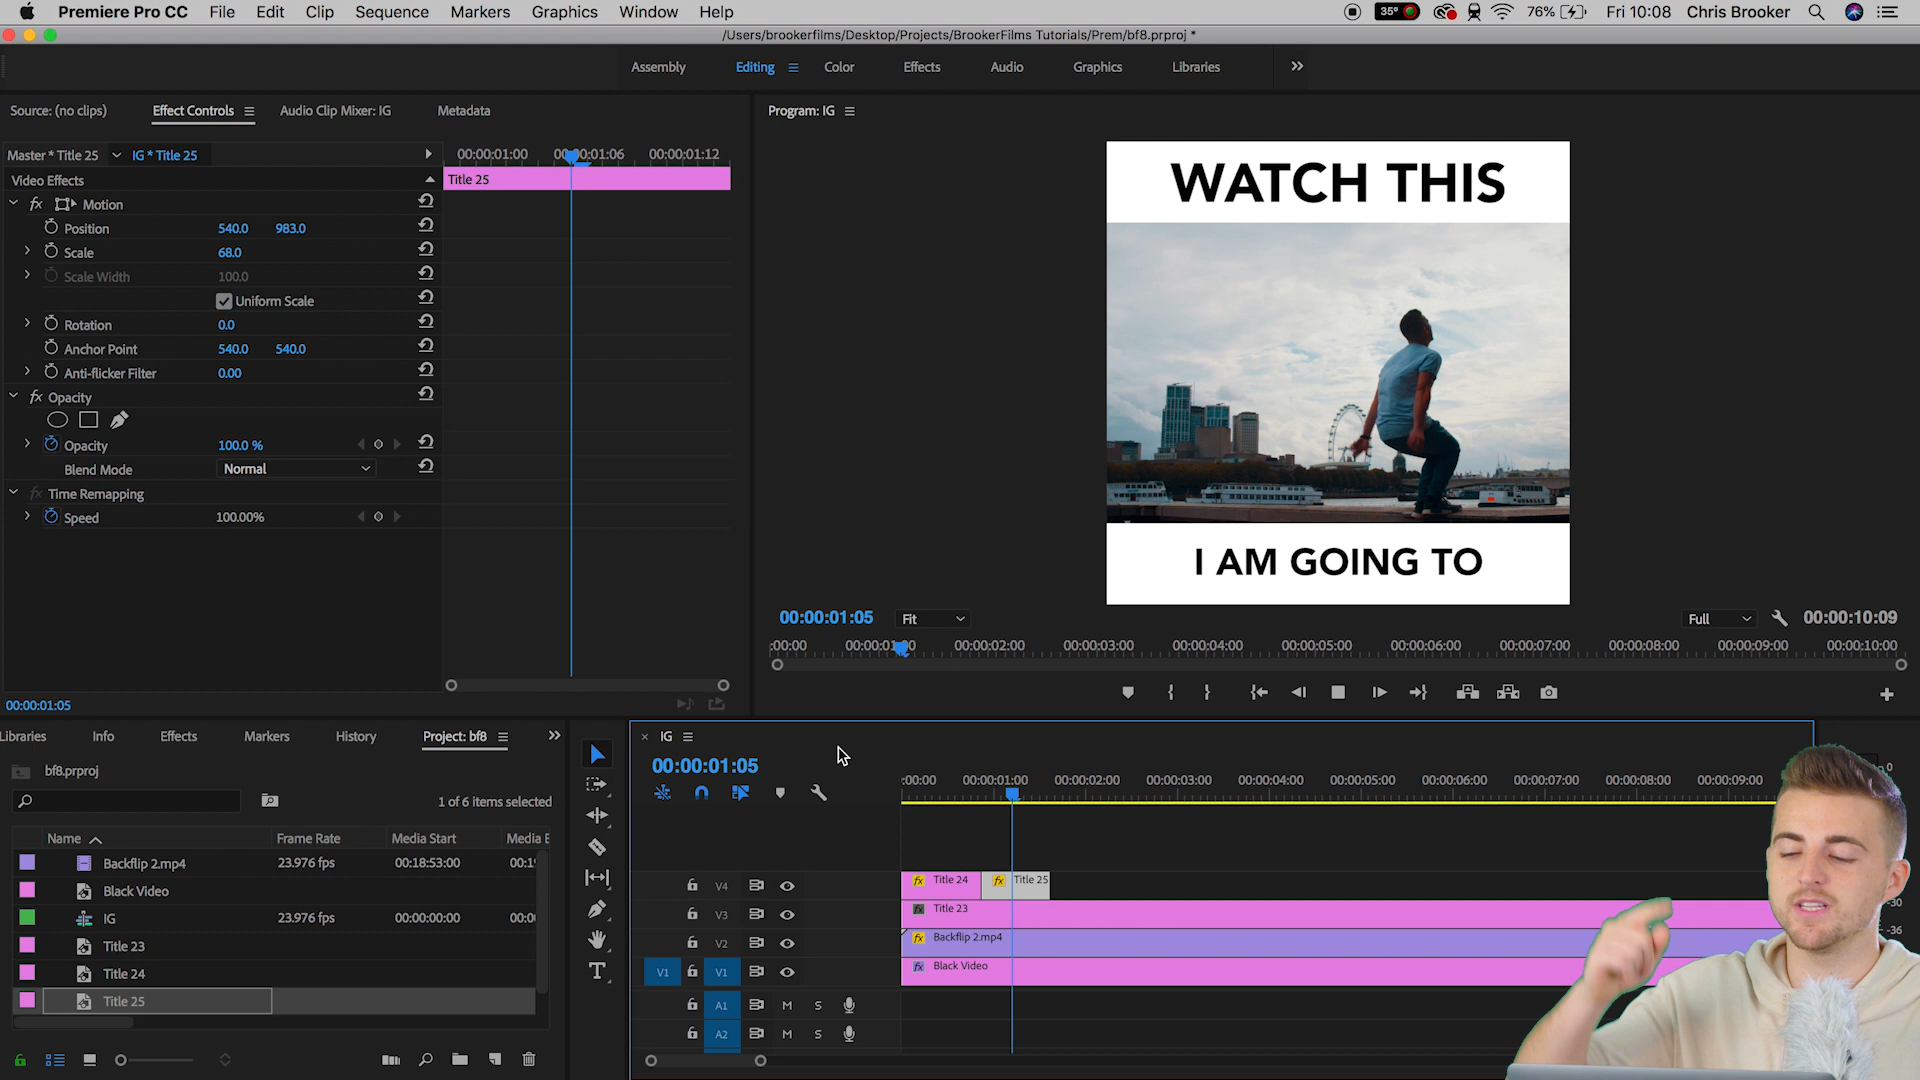 Premiere Pro CC File Edit Clip Sequence Markers Graphics Window Help 35° 76% Fri 10:08 Chris Brooker
/Users/brookerfilms/Desktop/Projects/BrookerFilms Tutorials/Prem/bf8.prproj *
Assembly Editing Color Effects Audio Graphics Libraries
Source: (no clips) Effect Controls Audio Clip Mixer: IG Metadata
Program: IG
Master * Title 25 IG * Title 25
00:00:01:00 00:00:01:06 00:00:01:12
Video Effects
Title 25
fx Motion
Position 540.0 983.0
Scale 68.0
Scale Width 100.0
Uniform Scale
Rotation 0.0
Anchor Point 540.0 540.0
Anti-flicker Filter 0.00
fx Opacity
Opacity 100.0 %
Blend Mode Normal
fx Time Remapping
Speed 100.00%
00:00:01:05
WATCH THIS
I AM GOING TO
00:00:01:05 Fit Full 00:00:10:09
:00:00 00:00:02:00 00:00:03:00 00:00:04:00 00:00:05:00 00:00:06:00 00:00:07:00 00:00:08:00 00:00:09:00 00:00:10:00
Libraries Info Effects Markers History Project: bf8
bf8.prproj
1 of 6 items selected
Name Frame Rate Media Start Media E
Backflip 2.mp4 23.976 fps 00:18:53:00
Black Video
IG 23.976 fps 00:00:00:00
Title 23
Title 24
Title 25
IG
00:00:01:05
:00:00 00:00:01:00 00:00:02:00 00:00:03:00 00:00:04:00 00:00:05:00 00:00:06:00 00:00:07:00 00:00:08:00 00:00:09:00
V4 fx Title 24 fx Title 25
V3 fx Title 23
V2 fx Backflip 2.mp4
V1 V1 fx Black Video
A1 M S
A2 M S
0
-30
-36